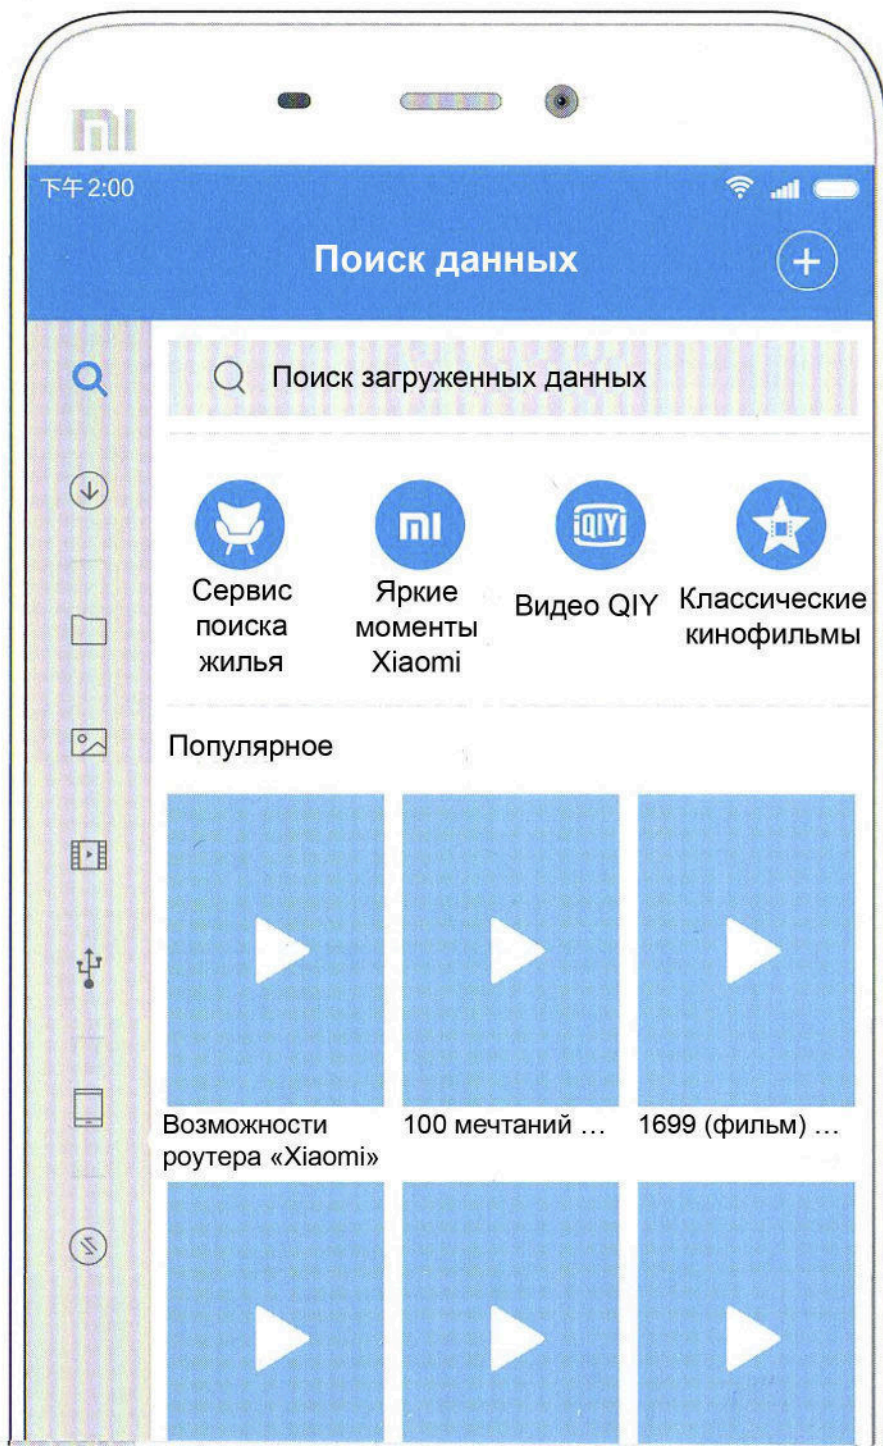 mi
下午 2:00
Поиск данных
Поиск загруженных данных
mi
iQIYI
Сервис
поиска
жилья
Яркие
моменты
Xiaomi
Видео QIY
Классические
кинофильмы
Популярное
Возможности
роутера «Xiaomi»
100 мечтаний ...
1699 (фильм) ...